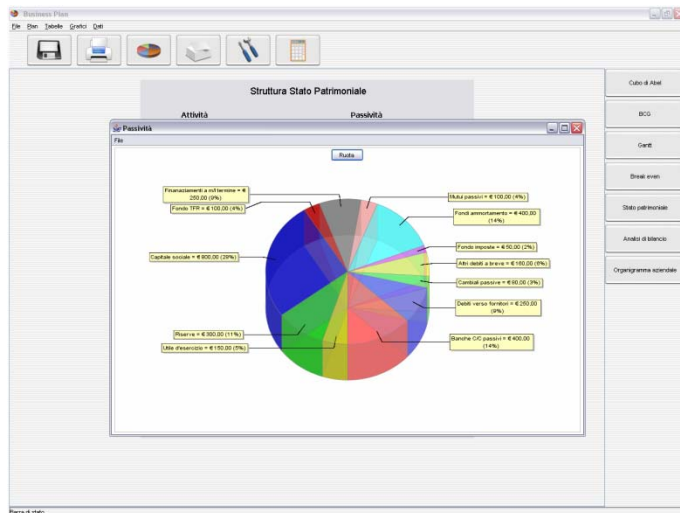 Business Plan
File Plan Tabelle Grafici Dati
Struttura Stato Patrimoniale
Attività Passività
Passività
File
Ruota
Finanziamenti a m/l termine = €
250,00 (9%)
Fondo TFR = € 100,00 (4%)
Capitale sociale = € 800,00 (29%)
Riserve = € 300,00 (11%)
Utile d'esercizio = € 150,00 (5%)
Mutui passivi = € 100,00 (4%)
Fondi ammortamento = € 400,00
(14%)
Fondo imposte = € 50,00 (2%)
Altri debiti a breve = € 160,00 (6%)
Cambiali passive = € 90,00 (3%)
Debiti verso fornitori = € 250,00
(9%)
Banche C/C passivi = € 400,00
(14%)
Cubo di Abel
BCG
Gantt
Break even
Stato patrimoniale
Analisi di bilancio
Organigramma aziendale
Barra di stato